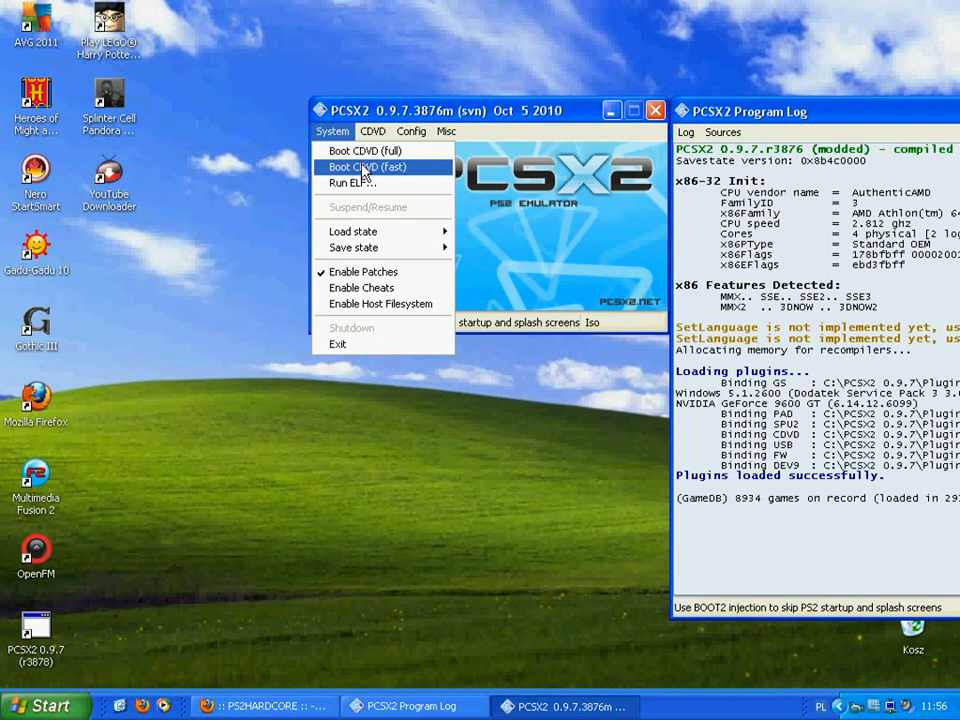 AVG 2011
Play LEGO®
Harry Potte...
Heroes of
Might a...
Splinter Cell
Pandora ...
Nero
StartSmart
YouTube
Downloader
Gadu-Gadu 10
Gothic III
Mozilla Firefox
Multimedia
Fusion 2
OpenFM
PCSX2 0.9.7
(r3878)
PCSX2 0.9.7.3876m (svn) Oct 5 2010
System CDVD Config Misc
Boot CDVD (full)
Boot CDVD (fast)
Run ELF...
Suspend/Resume
Load state
Save state
Enable Patches
Enable Cheats
Enable Host Filesystem
Shutdown
Exit
PCSX2
PS2 EMULATOR
PCSX2.NET
startup and splash screens Iso
PCSX2 Program Log
Log Sources
PCSX2 0.9.7.r3876 (modded) - compiled
Savestate version: 0x8b4c0000
x86-32 Init:
CPU vendor name = AuthenticAMD
FamilyID = 3
x86Family = AMD Athlon(tm) 64
CPU speed = 2.812 ghz
Cores = 4 physical [2 log
x86PType = Standard OEM
x86Flags = 178bfbff 00002001
x86EFlags = ebd3fbff
x86 Features Detected:
MMX.. SSE.. SSE2.. SSE3
MMX2 .. 3DNOW .. 3DNOW2
SetLanguage is not implemented yet, us
SetLanguage is not implemented yet, us
Allocating memory for recompilers...
Loading plugins...
Binding GS : C:\PCSX2 0.9.7\Plugin
Windows 5.1.2600 (Dodatek Service Pack 3 3.0
NVIDIA GeForce 9600 GT (6.14.12.6099)
Binding PAD : C:\PCSX2 0.9.7\Plugin
Binding SPU2 : C:\PCSX2 0.9.7\Plugin
Binding CDVD : C:\PCSX2 0.9.7\Plugin
Binding USB : C:\PCSX2 0.9.7\Plugin
Binding FW : C:\PCSX2 0.9.7\Plugin
Binding DEV9 : C:\PCSX2 0.9.7\Plugin
Plugins loaded successfully.
(GameDB) 8934 games on record (loaded in 29
Use BOOT2 injection to skip PS2 startup and splash screens
Kosz
Start
:: PS2HARDCORE :: -...
PCSX2 Program Log
PCSX2 0.9.7.3876m ...
PL
11:56